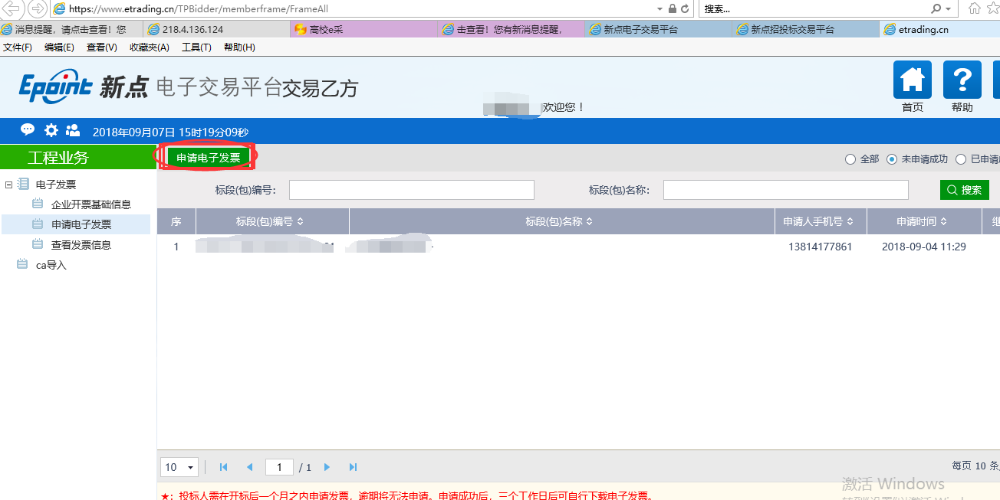 https://www.etrading.cn/TPBidder/memberframe/FrameAll
搜索...
消息提醒，请点击查看！您
218.4.136.124
高校e采
击查看！您有新消息提醒，
新点电子交易平台
新点招投标交易平台
etrading.cn
文件(F) 编辑(E) 查看(V) 收藏夹(A) 工具(T) 帮助(H)
Epoint 新点 电子交易平台交易乙方
欢迎您！
首页 帮助
2018年09月07日 15时19分09秒
工程业务
申请电子发票
全部 未申请成功 已申请
电子发票
企业开票基础信息
申请电子发票
查看发票信息
ca导入
标段(包)编号: 标段(包)名称: 搜索
序 标段(包)编号 标段(包)名称 申请人手机号 申请时间
1 13814177861 2018-09-04 11:29
10 1 / 1 每页 10 条
★：投标人需在开标后一个月之内申请发票，逾期将无法申请。申请成功后，三个工作日后可自行下载电子发票。
激活 Windows